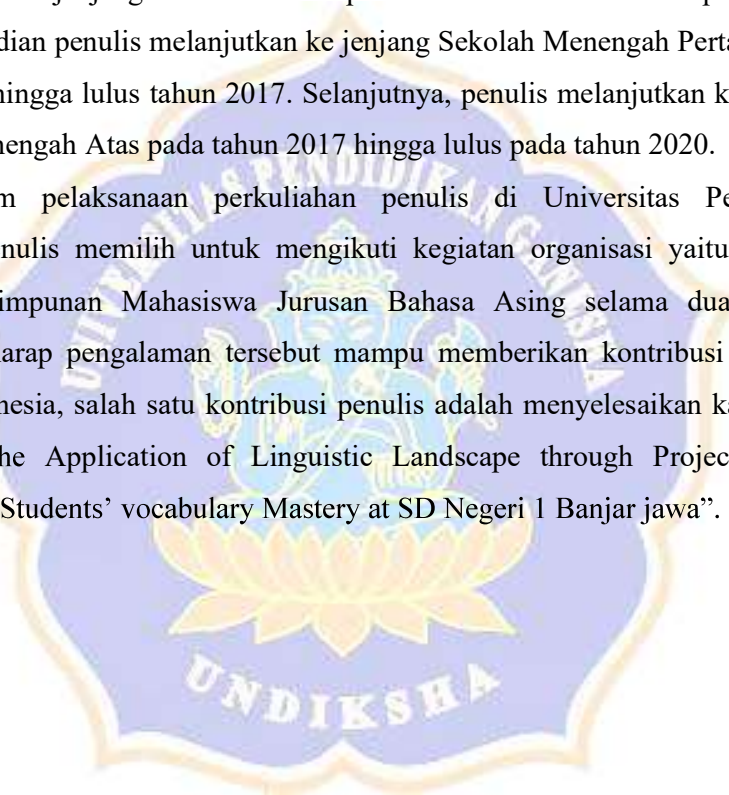 dian penulis melanjutkan ke jenjang Sekolah Menengah Perta
hingga lulus tahun 2017. Selanjutnya, penulis melanjutkan k
nengah Atas pada tahun 2017 hingga lulus pada tahun 2020.
m pelaksanaan perkuliahan penulis di Universitas Pe
nulis memilih untuk mengikuti kegiatan organisasi yaitu
impunan Mahasiswa Jurusan Bahasa Asing selama dua
arap pengalaman tersebut mampu memberikan kontribusi
nesia, salah satu kontribusi penulis adalah menyelesaikan ka
he Application of Linguistic Landscape through Projec
Students’ vocabulary Mastery at SD Negeri 1 Banjar jawa”.
UNIVERSITAS PENDIDIKAN GANESHA
UNDIKSHA